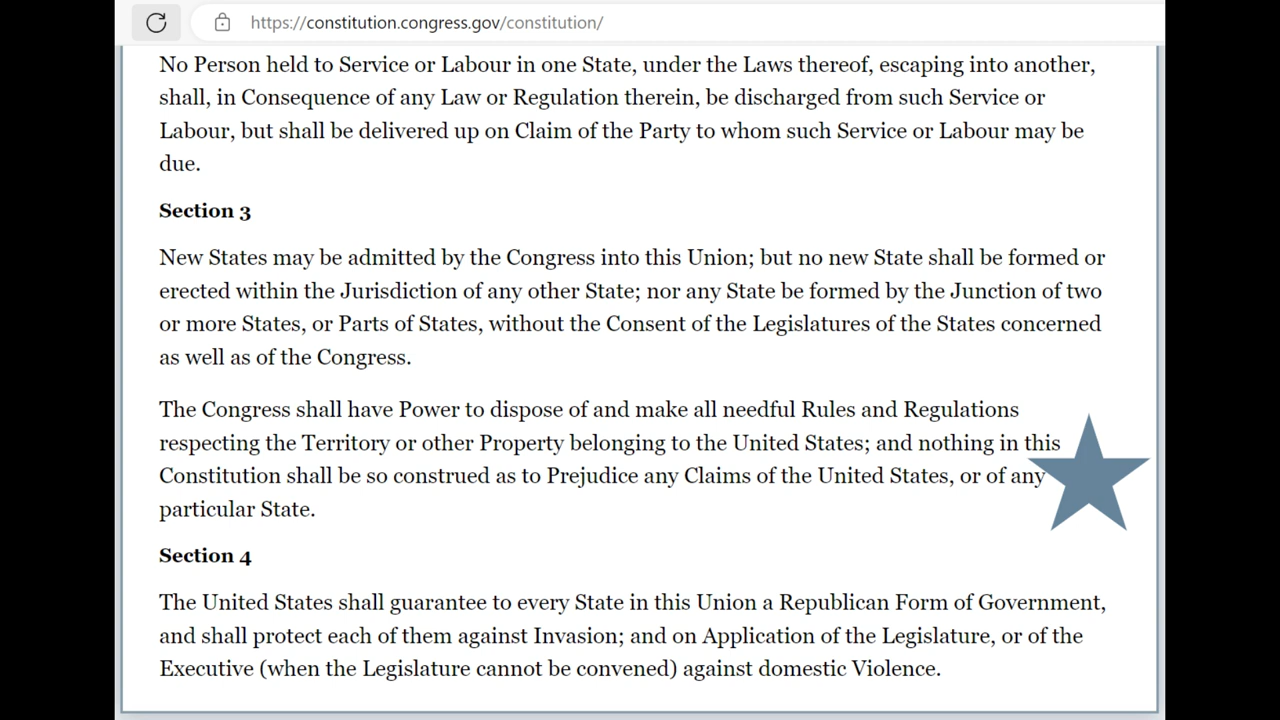 https://constitution.congress.gov/constitution/
No Person held to Service or Labour in one State, under the Laws thereof, escaping into another,
shall, in Consequence of any Law or Regulation therein, be discharged from such Service or
Labour, but shall be delivered up on Claim of the Party to whom such Service or Labour may be
due.
Section 3
New States may be admitted by the Congress into this Union; but no new State shall be formed or
erected within the Jurisdiction of any other State; nor any State be formed by the Junction of two
or more States, or Parts of States, without the Consent of the Legislatures of the States concerned
as well as of the Congress.
The Congress shall have Power to dispose of and make all needful Rules and Regulations
respecting the Territory or other Property belonging to the United States; and nothing in this
Constitution shall be so construed as to Prejudice any Claims of the United States, or of any
particular State.
Section 4
The United States shall guarantee to every State in this Union a Republican Form of Government,
and shall protect each of them against Invasion; and on Application of the Legislature, or of the
Executive (when the Legislature cannot be convened) against domestic Violence.